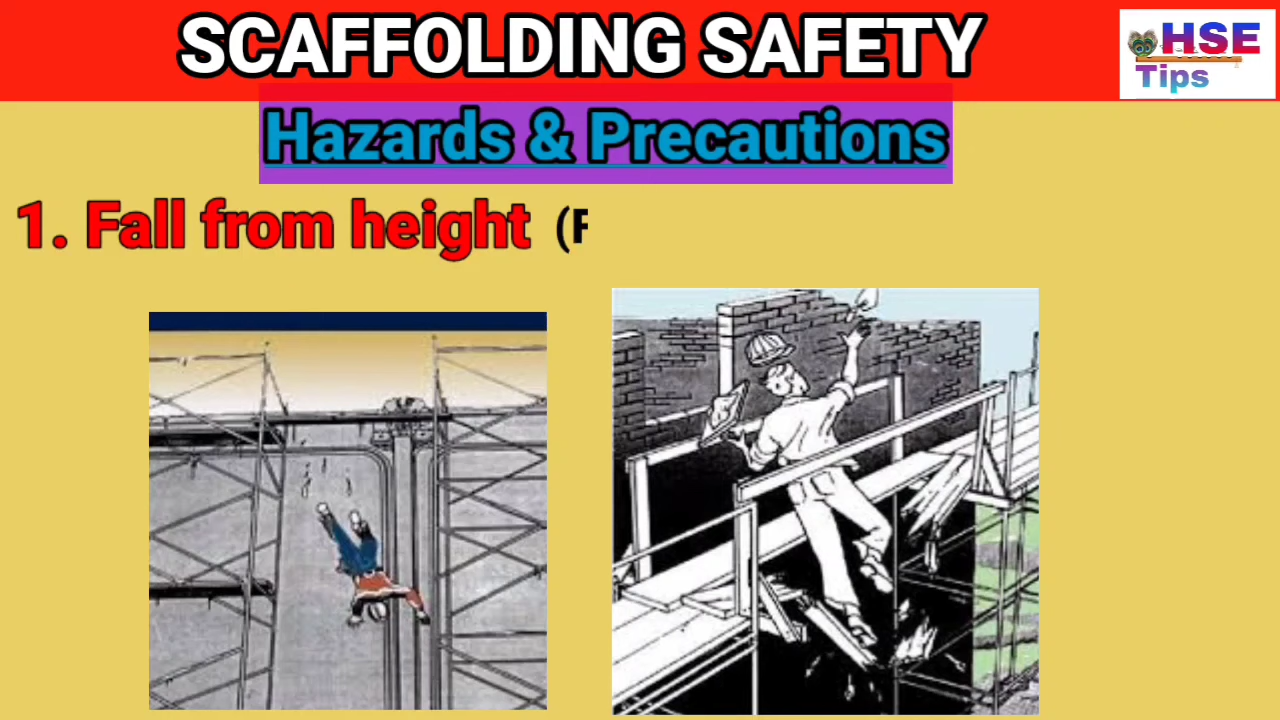 SCAFFOLDING SAFETY
HSE
Tips
Hazards & Precautions
1. Fall from height (F